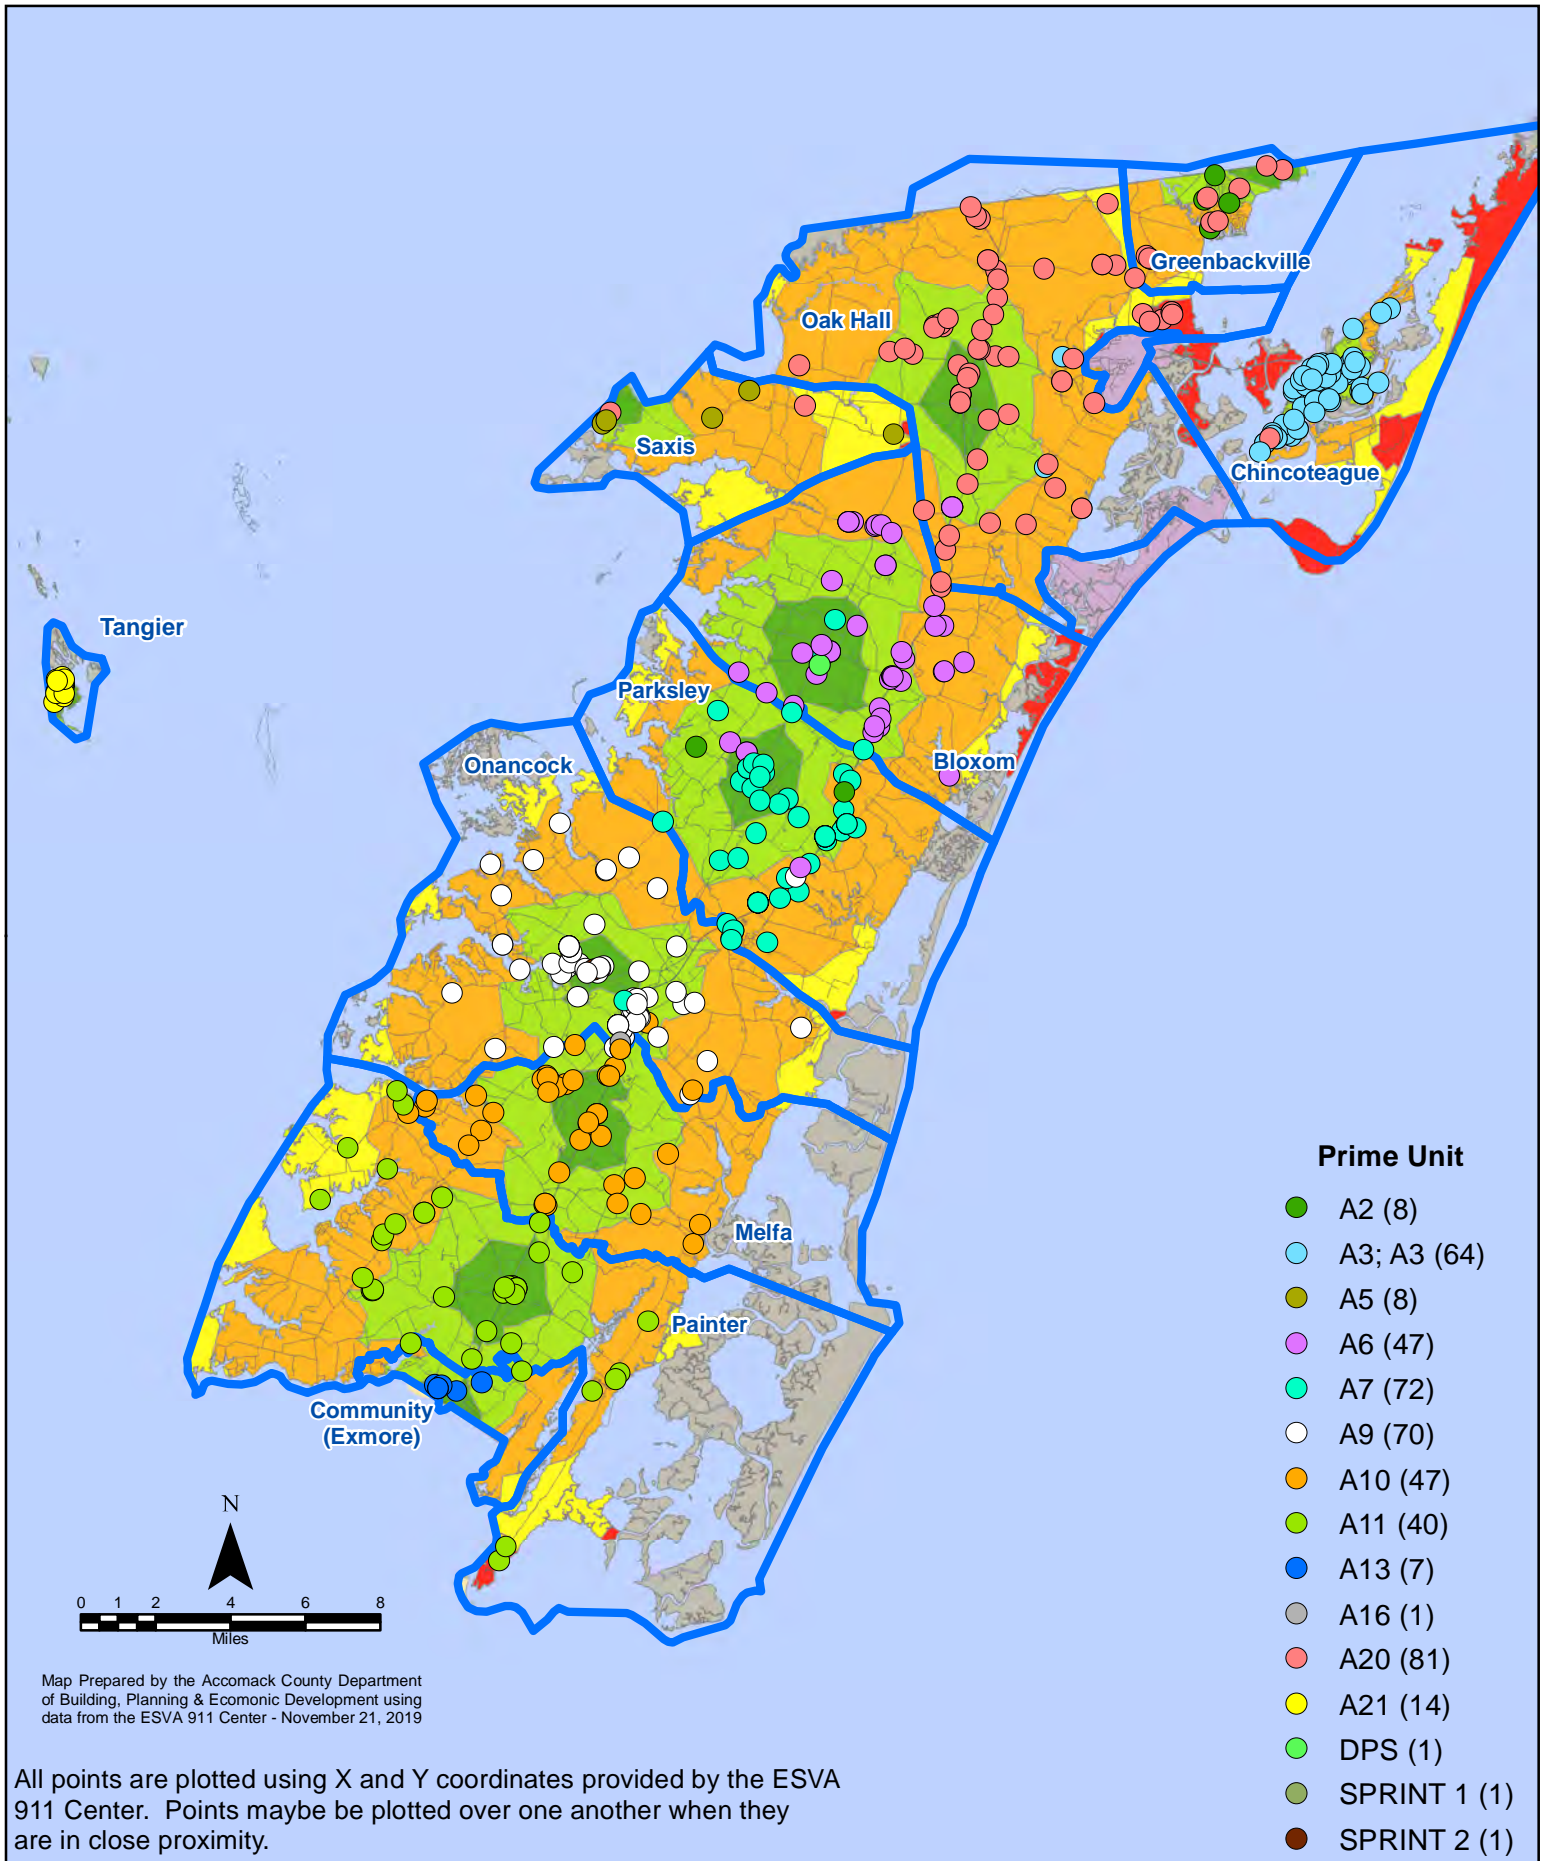 Greenbackville
Oak Hall
Saxis
Chincoteague
Tangier
Parksley
Bloxom
Onancock
Melfa
Painter
Community
(Exmore)
Prime Unit
A2 (8)
A3; A3 (64)
A5 (8)
A6 (47)
A7 (72)
A9 (70)
A10 (47)
A11 (40)
A13 (7)
A16 (1)
A20 (81)
A21 (14)
DPS (1)
SPRINT 1 (1)
SPRINT 2 (1)
N
0 1 2 4 6 8
Miles
Map Prepared by the Accomack County Department
of Building, Planning & Ecomonic Development using
data from the ESVA 911 Center - November 21, 2019
All points are plotted using X and Y coordinates provided by the ESVA
911 Center. Points maybe be plotted over one another when they
are in close proximity.